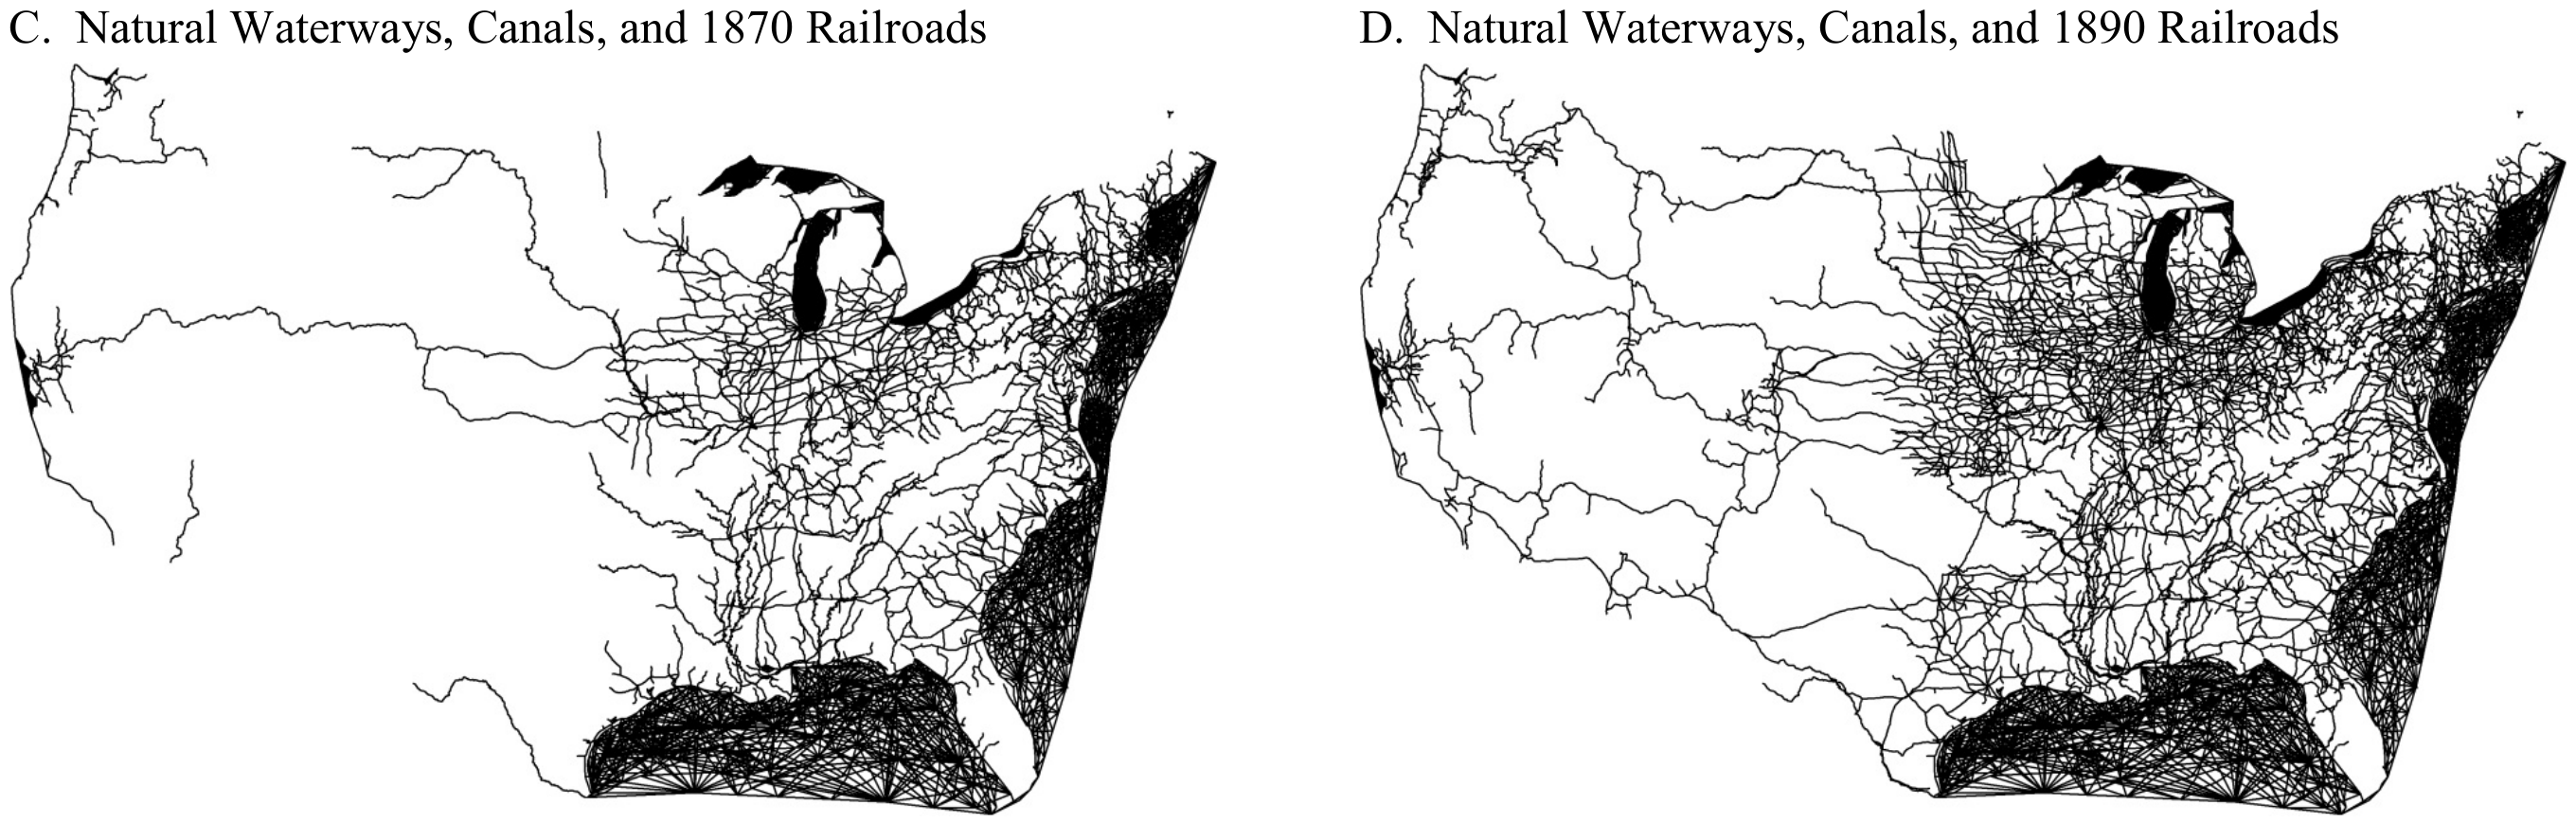 C. Natural Waterways, Canals, and 1870 Railroads
D. Natural Waterways, Canals, and 1890 Railroads